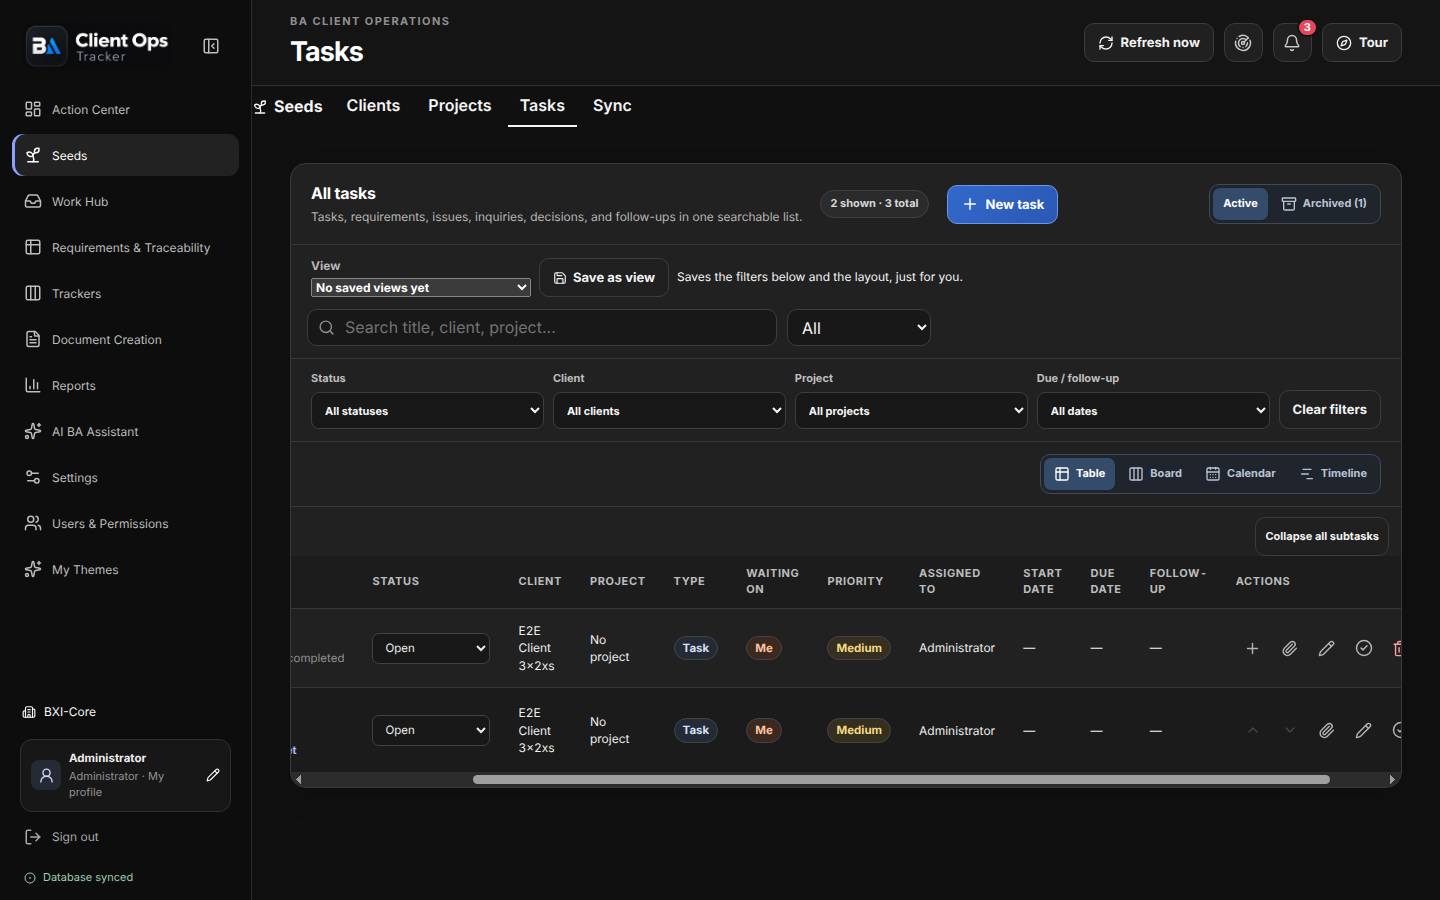 BA Client Ops
Tracker
Action Center
Seeds
Work Hub
Requirements & Traceability
Trackers
Document Creation
Reports
AI BA Assistant
Settings
Users & Permissions
My Themes
BXI-Core
Administrator
Administrator · My
profile
Sign out
Database synced
BA CLIENT OPERATIONS
Tasks
Refresh now
3
Tour
Seeds Clients Projects Tasks Sync
All tasks
Tasks, requirements, issues, inquiries, decisions, and follow-ups in one searchable list.
2 shown · 3 total
New task
Active Archived (1)
View
No saved views yet
Save as view
Saves the filters below and the layout, just for you.
Search title, client, project...
All
Status Client Project Due / follow-up
All statuses All clients All projects All dates Clear filters
Table Board Calendar Timeline
Collapse all subtasks
STATUS CLIENT PROJECT TYPE WAITING ON PRIORITY ASSIGNED TO START DATE DUE DATE FOLLOW-UP ACTIONS
completed Open E2E Client 3×2xs No project Task Me Medium Administrator — — —
Open E2E Client 3×2xs No project Task Me Medium Administrator — — —